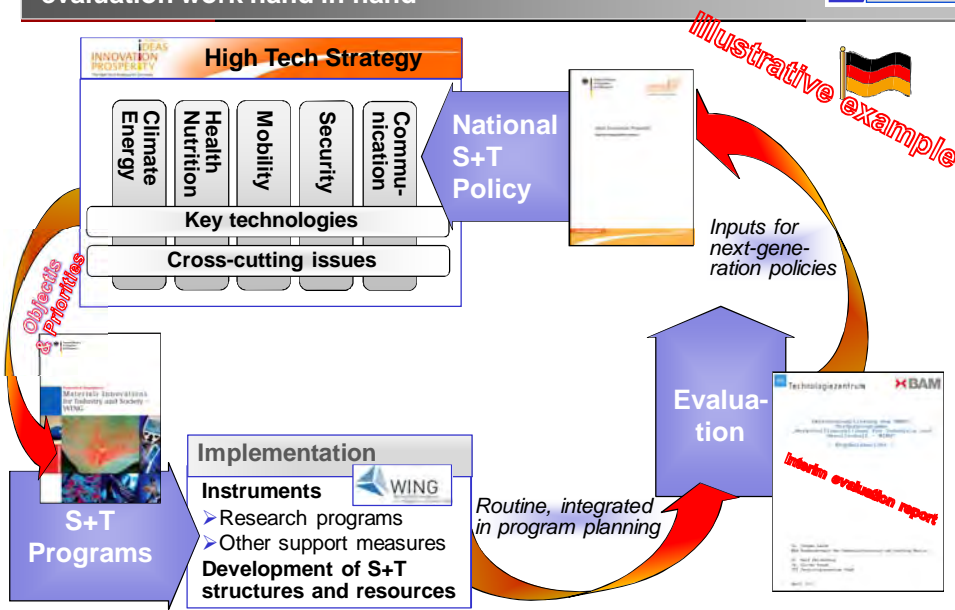 evaluation work hand in hand
iDEAS
INNOVATION
PROSPERITY
High Tech Strategy
Illustrative example
Climate
Energy
Health
Nutrition
Mobility
Security
Commu-
nication
Key technologies
Cross-cutting issues
National
S+T
Policy
Inputs for
next-gene-
ration policies
Objectis
& Priorities
Materials Innovations
for Industry and Society -
WING
S+T
Programs
Implementation
WING
Instruments
Research programs
Other support measures
Development of S+T
structures and resources
Routine, integrated
in program planning
Evalua-
tion
Technologiezentrum
BAM
Interim evaluation report